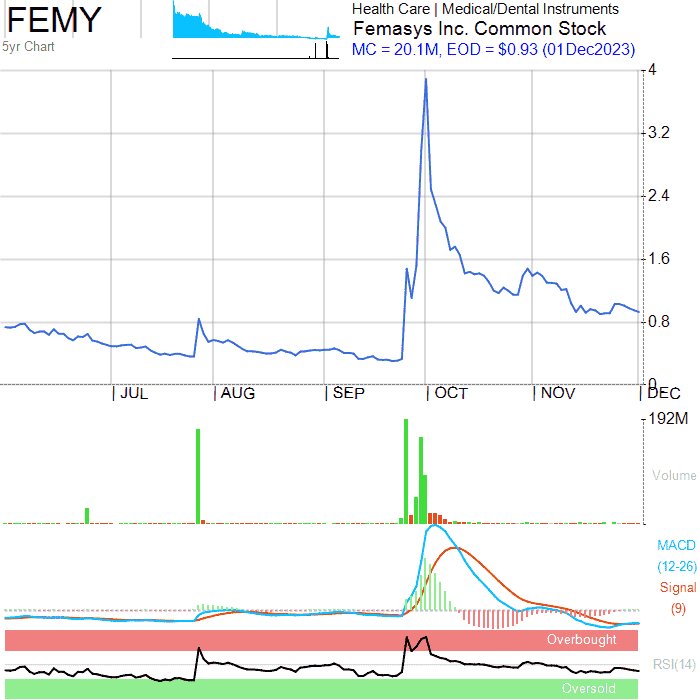 FEMY
5yr Chart
Health Care | Medical/Dental Instruments
Femasys Inc. Common Stock
MC = 20.1M, EOD = $0.93 (01Dec2023)
4
3.2
2.4
1.6
0.8
0
| JUL | AUG | SEP | OCT | NOV | DEC
192M
Volume
MACD
(12-26)
Signal
(9)
Overbought
RSI(14)
Oversold